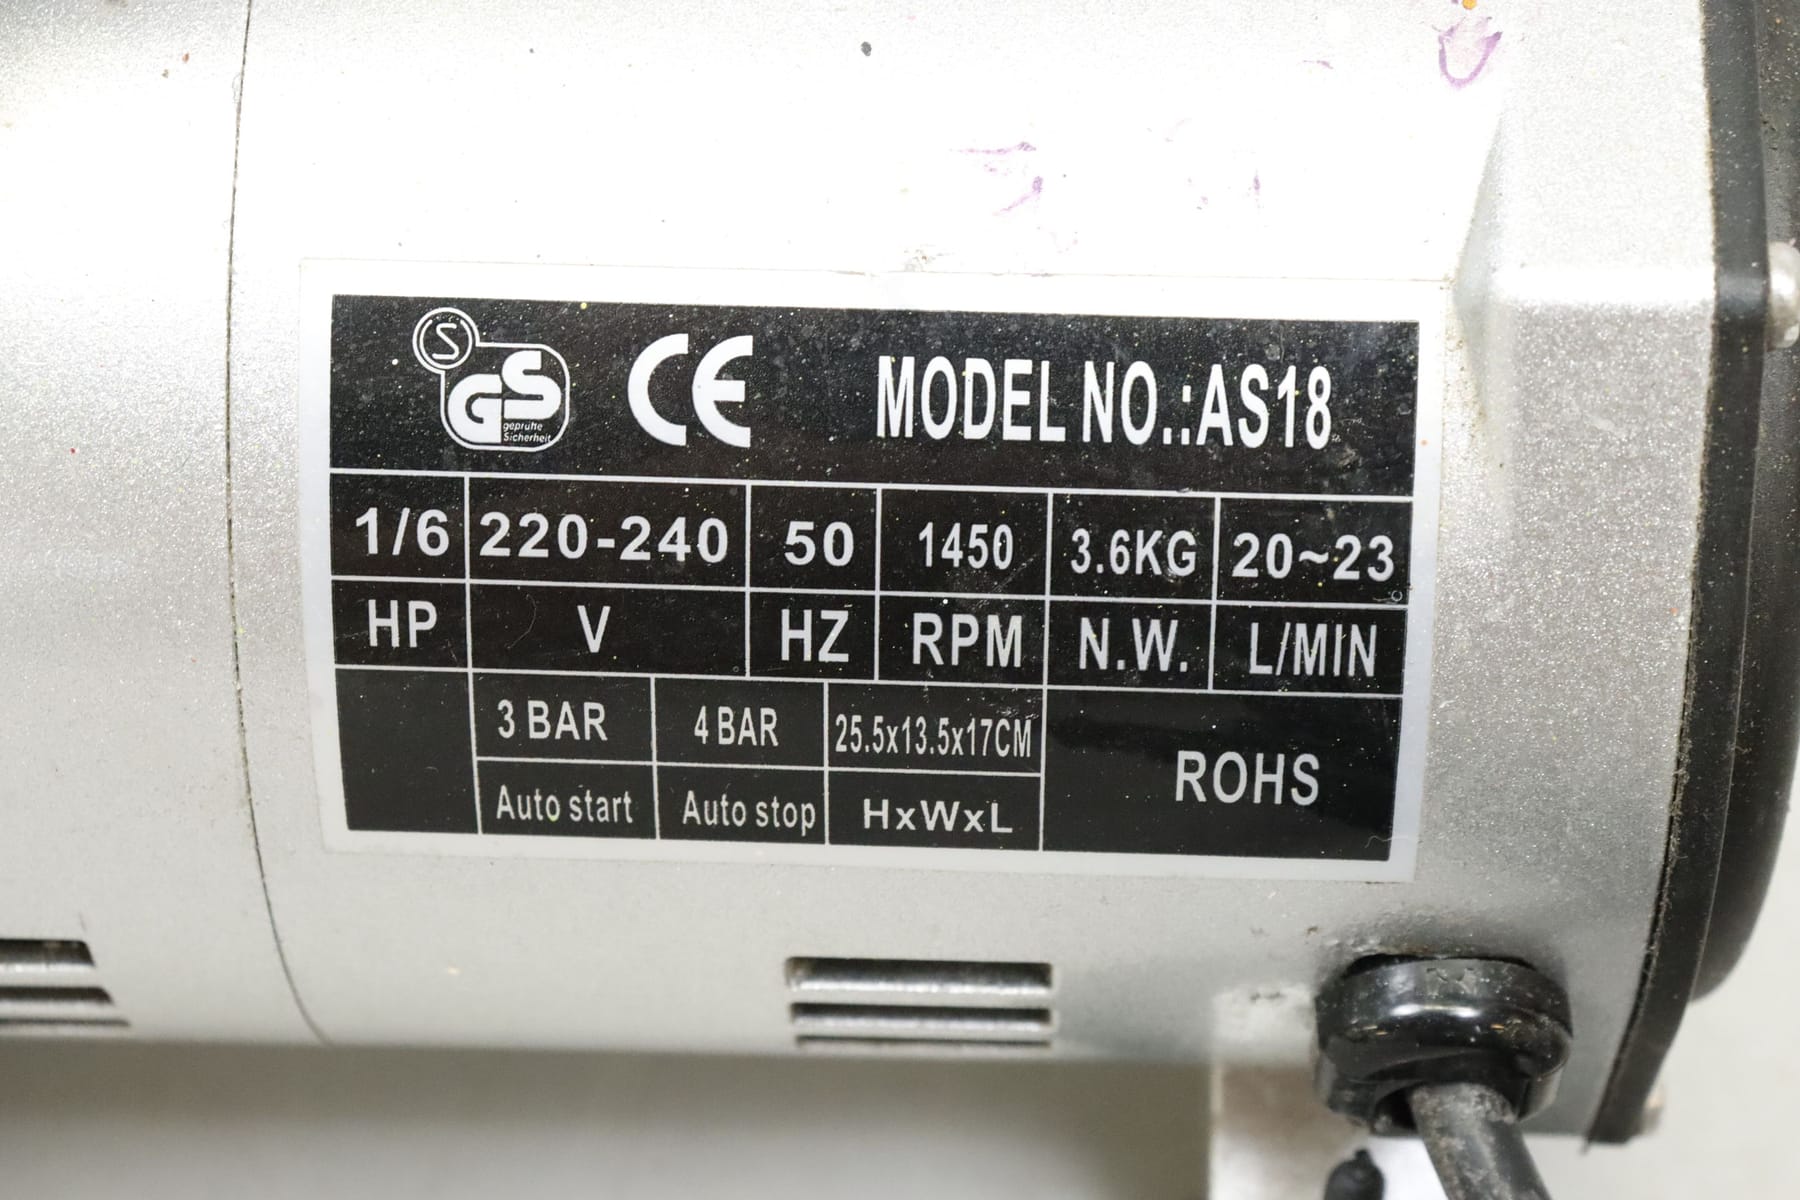 S
GS
geprüfte
Sicherheit
CE
MODEL NO.:AS18
1/6 220-240 50 1450 3.6KG 20~23
HP V HZ RPM N.W. L/MIN
3 BAR 4 BAR 25.5x13.5x17CM
ROHS
Auto start Auto stop HxWxL